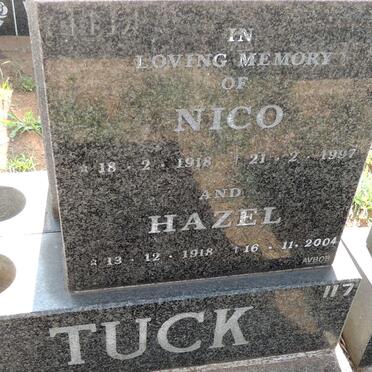 IN
LOVING MEMORY
OF
NICO
* 18 · 2 · 1918 † 21 · 2 · 1997
AND
HAZEL
* 13 · 12 · 1918 † 16 · 11 · 2004
AVBOB
117
TUCK